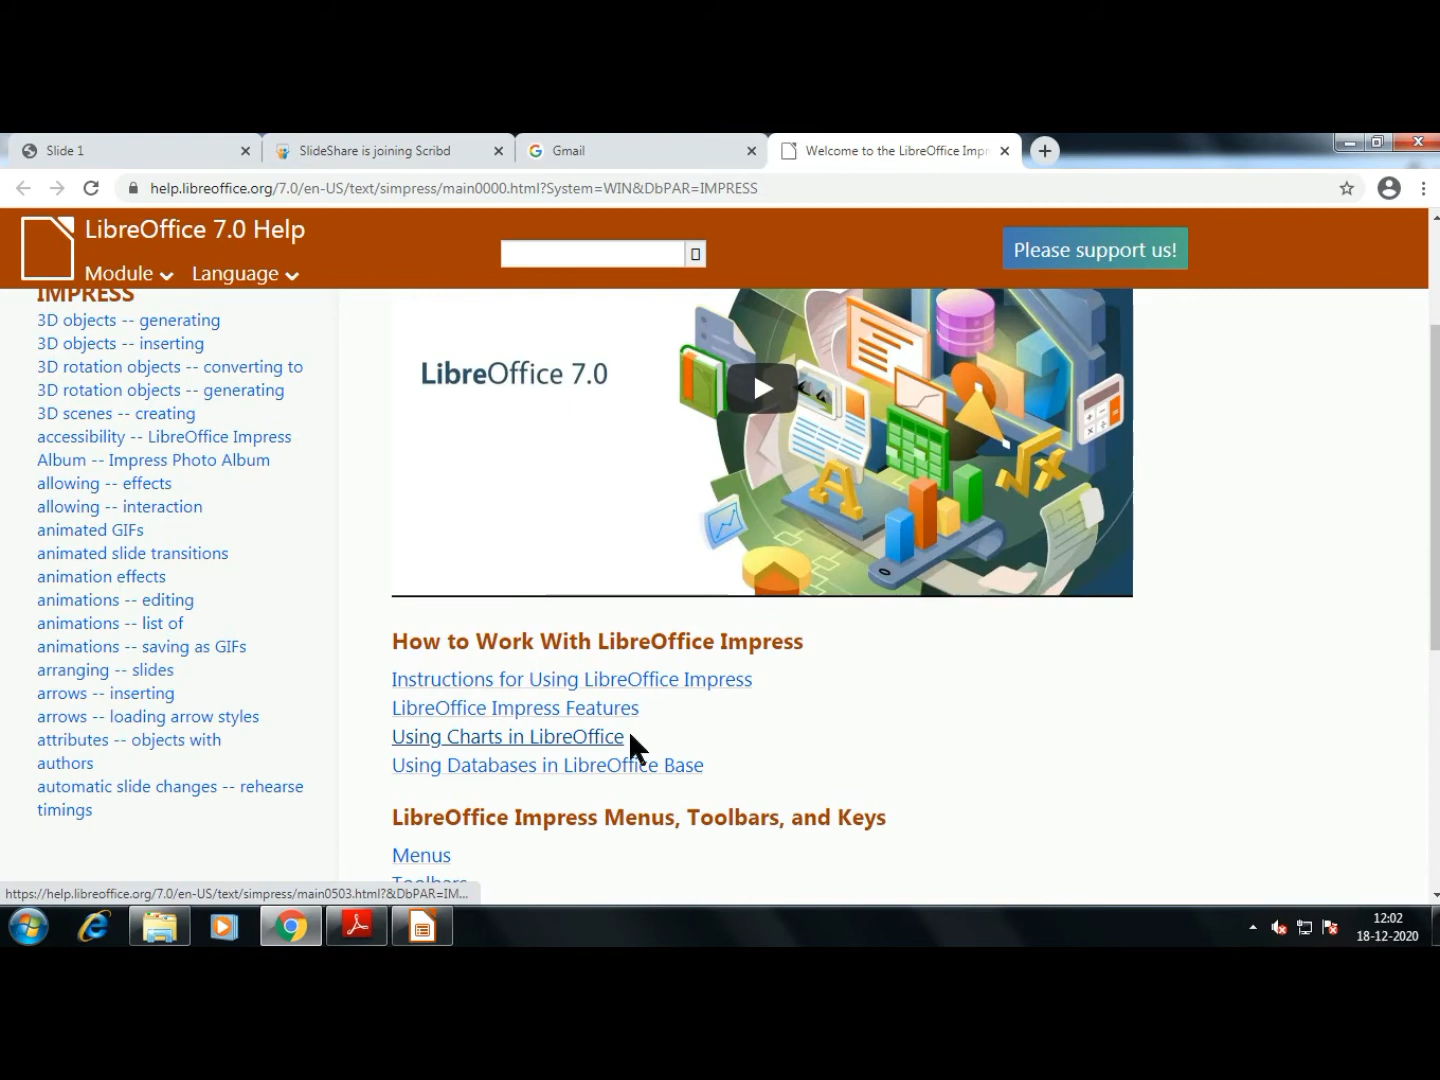 Slide 1
SlideShare is joining Scribd
Gmail
Welcome to the LibreOffice Impr
help.libreoffice.org/7.0/en-US/text/simpress/main0000.html?System=WIN&DbPAR=IMPRESS
LibreOffice 7.0 Help
Module
Language
Please support us!
IMPRESS
3D objects -- generating
3D objects -- inserting
3D rotation objects -- converting to
3D rotation objects -- generating
3D scenes -- creating
accessibility -- LibreOffice Impress
Album -- Impress Photo Album
allowing -- effects
allowing -- interaction
animated GIFs
animated slide transitions
animation effects
animations -- editing
animations -- list of
animations -- saving as GIFs
arranging -- slides
arrows -- inserting
arrows -- loading arrow styles
attributes -- objects with
authors
automatic slide changes -- rehearse
timings
LibreOffice 7.0
A
How to Work With LibreOffice Impress
Instructions for Using LibreOffice Impress
LibreOffice Impress Features
Using Charts in LibreOffice
Using Databases in LibreOffice Base
LibreOffice Impress Menus, Toolbars, and Keys
Menus
Toolbars
https://help.libreoffice.org/7.0/en-US/text/simpress/main0503.html?&DbPAR=IM...
12:02
18-12-2020